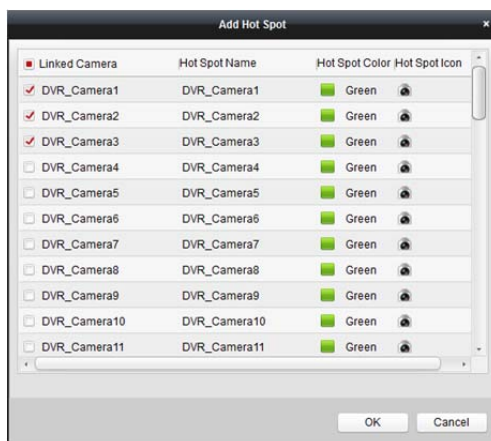 Add Hot Spot
Linked Camera Hot Spot Name Hot Spot Color Hot Spot Icon
DVR_Camera1 DVR_Camera1 Green
DVR_Camera2 DVR_Camera2 Green
DVR_Camera3 DVR_Camera3 Green
DVR_Camera4 DVR_Camera4 Green
DVR_Camera5 DVR_Camera5 Green
DVR_Camera6 DVR_Camera6 Green
DVR_Camera7 DVR_Camera7 Green
DVR_Camera8 DVR_Camera8 Green
DVR_Camera9 DVR_Camera9 Green
DVR_Camera10 DVR_Camera10 Green
DVR_Camera11 DVR_Camera11 Green
OK Cancel